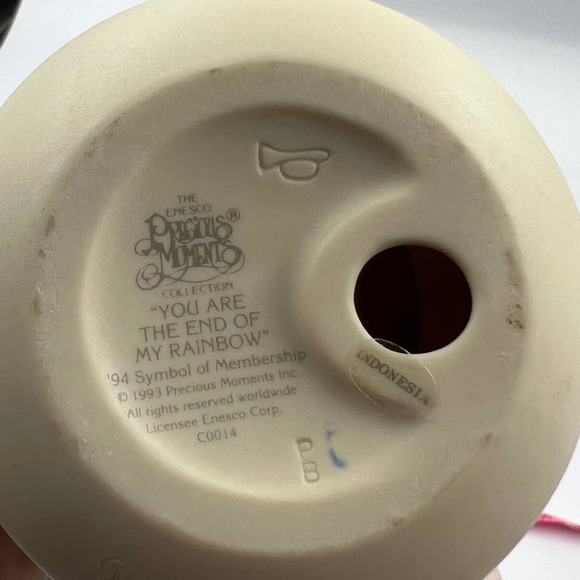 THE
ENESCO
PRECIOUS®
MOMENTS
COLLECTION
"YOU ARE
THE END OF
MY RAINBOW"
'94 Symbol of Membership
© 1993 Precious Moments Inc.
All rights reserved worldwide
Licensee Enesco Corp.
C0014
INDONESIA
P
B